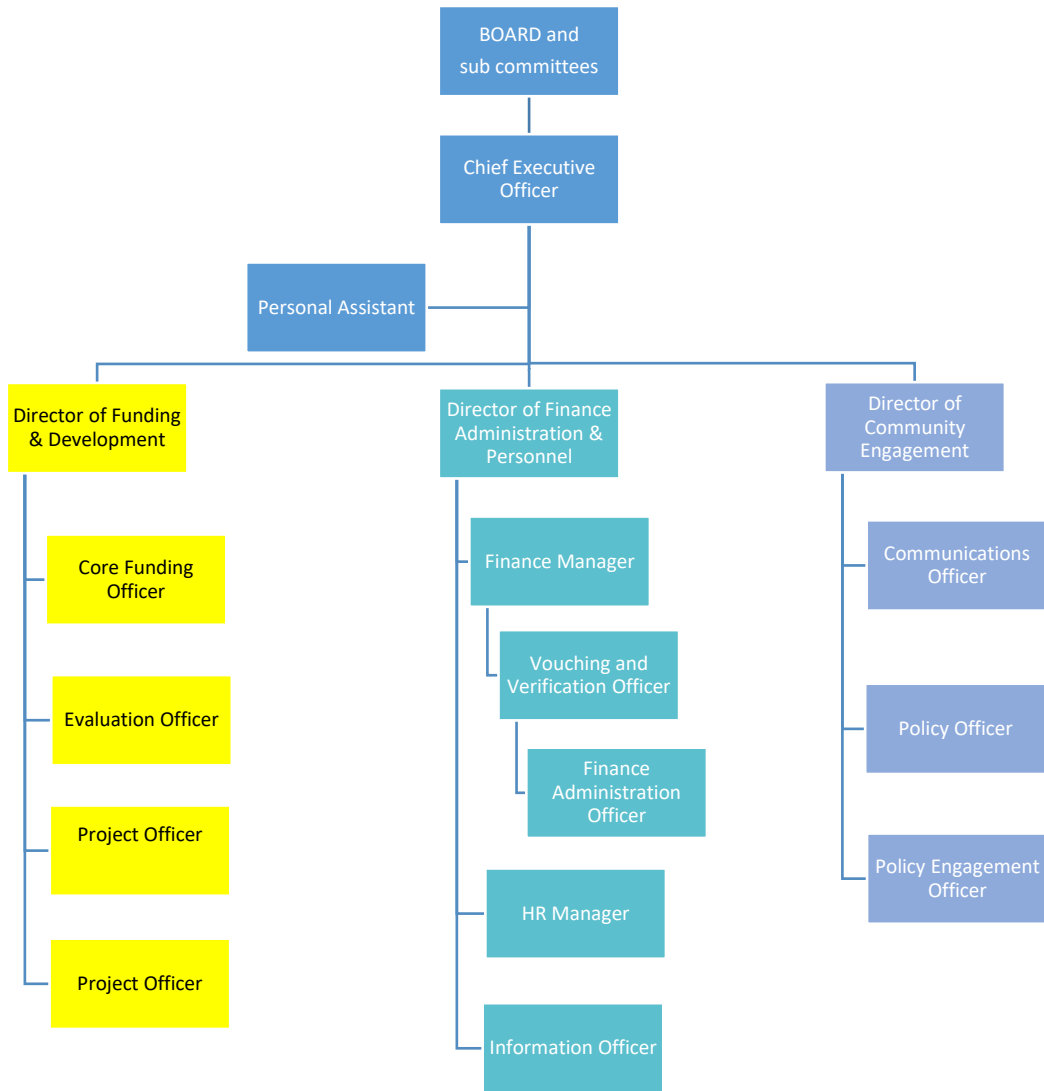 BOARD and
sub committees
Chief Executive
Officer
Personal Assistant
Director of Funding
& Development
Director of Finance
Administration &
Personnel
Director of
Community
Engagement
Core Funding
Officer
Evaluation Officer
Project Officer
Project Officer
Finance Manager
Vouching and
Verification Officer
Finance
Administration
Officer
HR Manager
Information Officer
Communications
Officer
Policy Officer
Policy Engagement
Officer